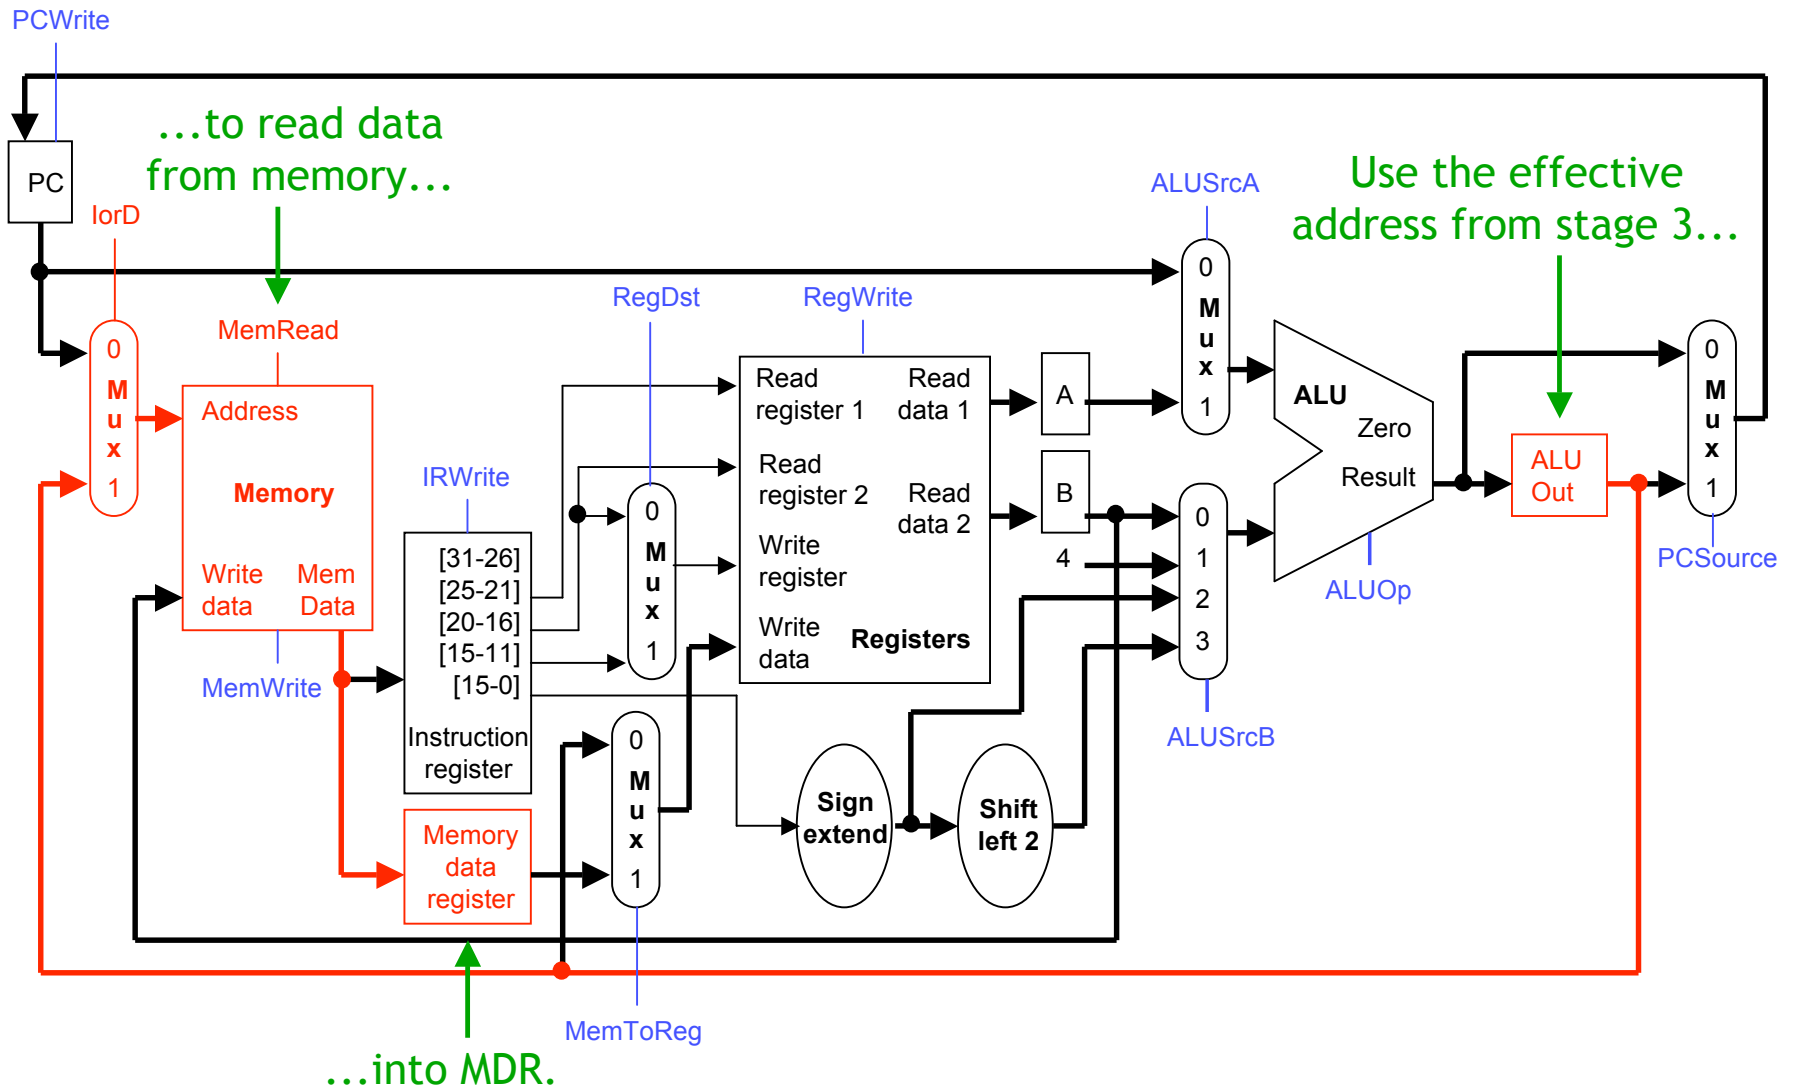 PCWrite
...to read data
from memory...
PC
IorD
MemRead
0
M
u
x
1
Address
Memory
Write
data
Mem
Data
MemWrite
IRWrite
[31-26]
[25-21]
[20-16]
[15-11]
[15-0]
Instruction
register
Memory
data
register
...into MDR.
RegDst
0
M
u
x
1
0
M
u
x
1
MemToReg
RegWrite
Read
register 1
Read
data 1
Read
register 2
Read
data 2
Write
register
Write
data
Registers
Sign
extend
Shift
left 2
A
B
4
ALUSrcA
0
M
u
x
1
0
1
2
3
ALUSrcB
ALU
Zero
Result
ALUOp
Use the effective
address from stage 3...
ALU
Out
0
M
u
x
1
PCSource